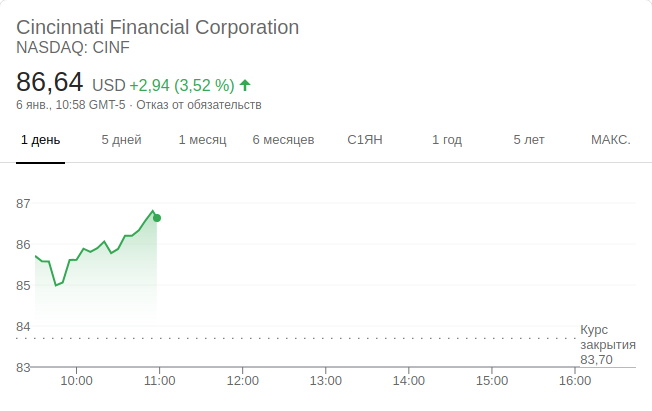 Cincinnati Financial Corporation
NASDAQ: CINF
86,64 USD +2,94 (3,52 %)
6 янв., 10:58 GMT-5 · Отказ от обязательств
1 день 5 дней 1 месяц 6 месяцев С1ЯН 1 год 5 лет МАКС.
87
86
85
84
Курс
закрытия
83,70
83
10:00 11:00 12:00 13:00 14:00 15:00 16:00